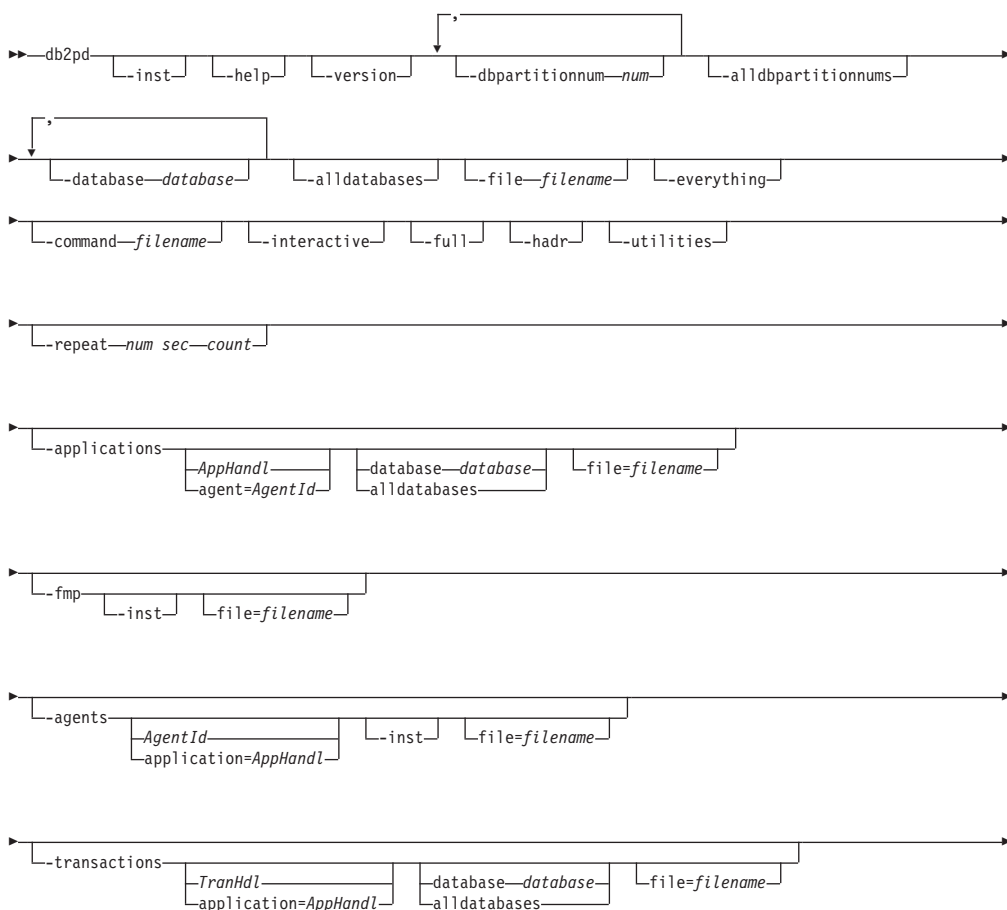 ,
db2pd -inst -help -version -dbpartitionnum num -alldbpartitionnums
,
-database database -alldatabases -file filename -everything
-command filename -interactive -full -hadr -utilities
-repeat num sec count
-applications
AppHandl database database file=filename
agent=AgentId alldatabases
-fmp
-inst file=filename
-agents
AgentId -inst file=filename
application=AppHandl
-transactions
TranHdl database database file=filename
application=AppHandl alldatabases